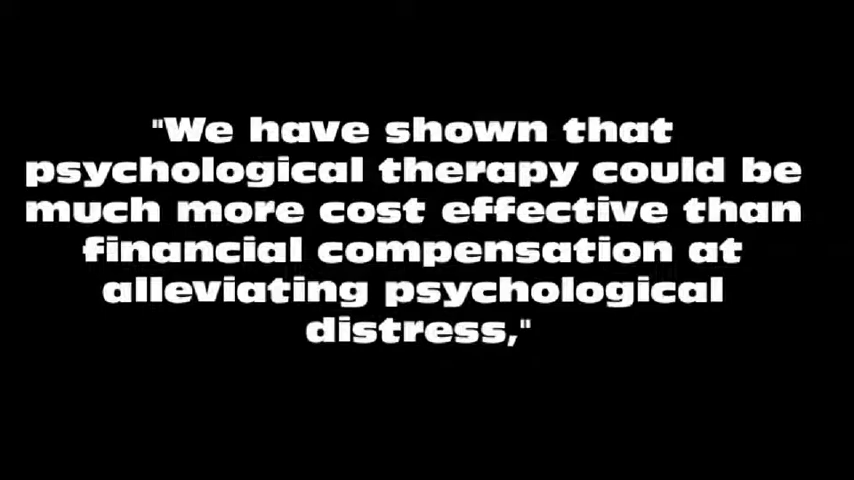 "We have shown that
psychological therapy could be
much more cost effective than
financial compensation at
alleviating psychological
distress,"